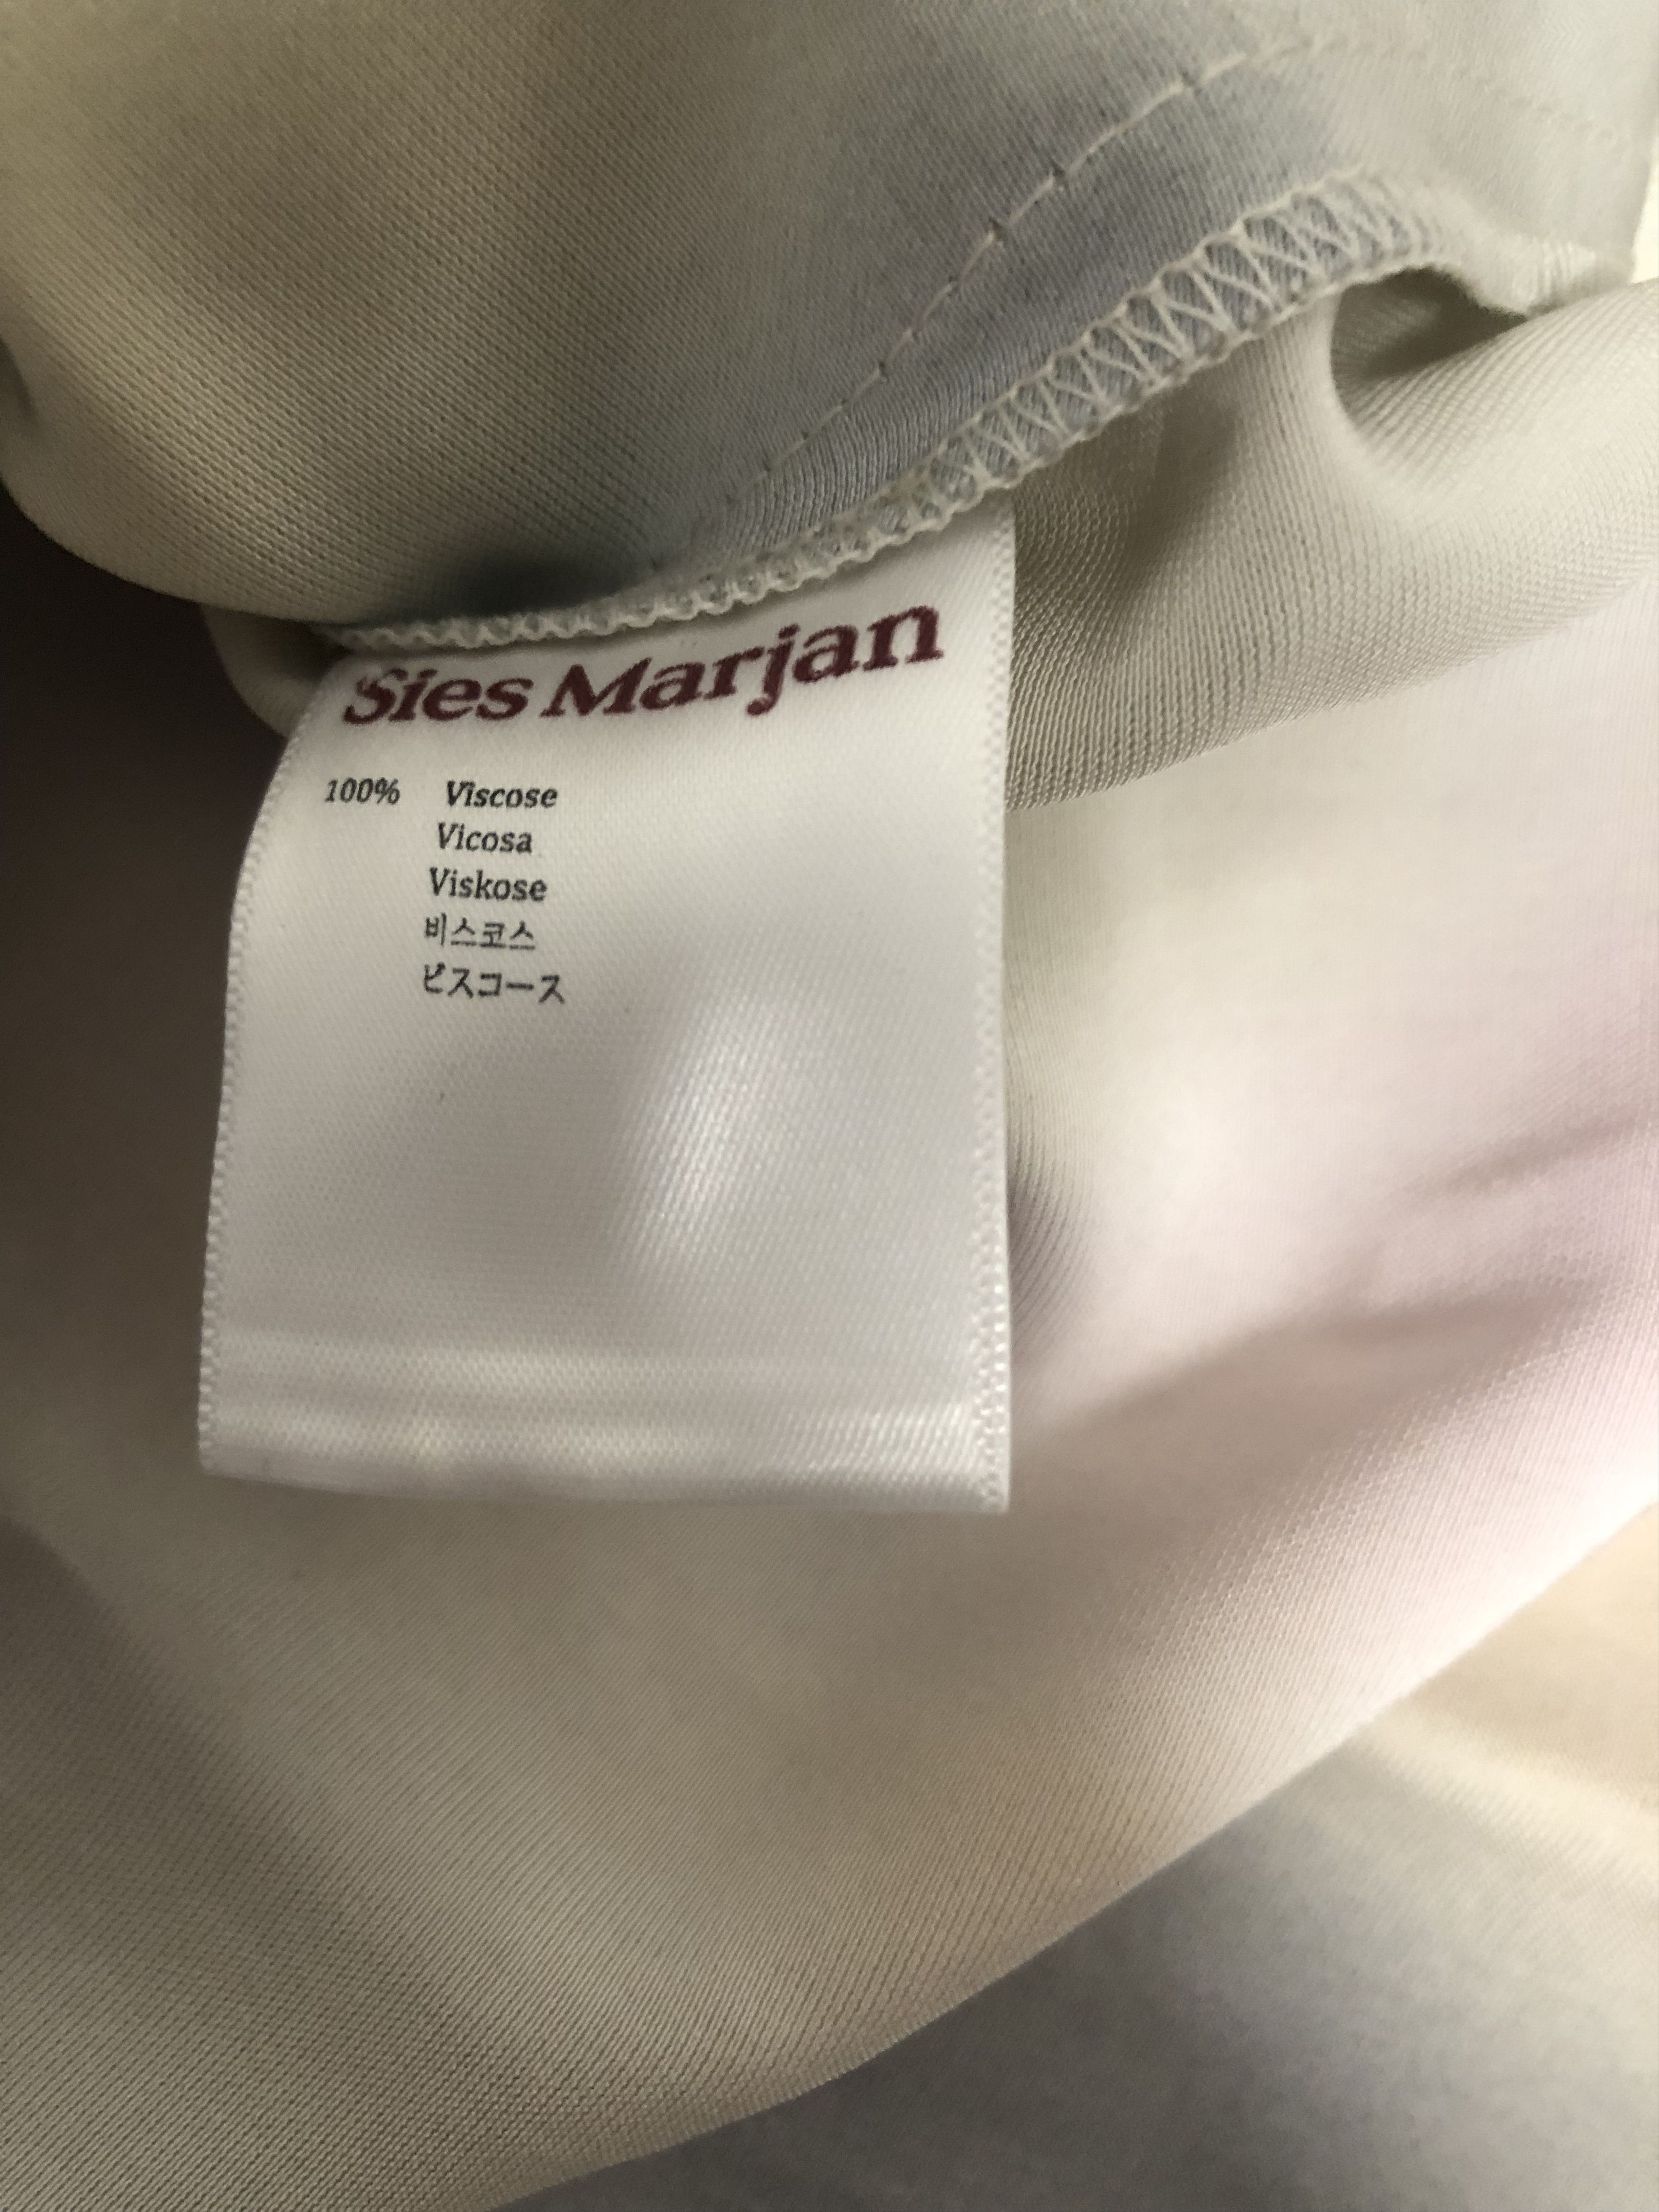 Sies Marjan
100% Viscose
Vicosa
Viskose
비스코스
ビスコース